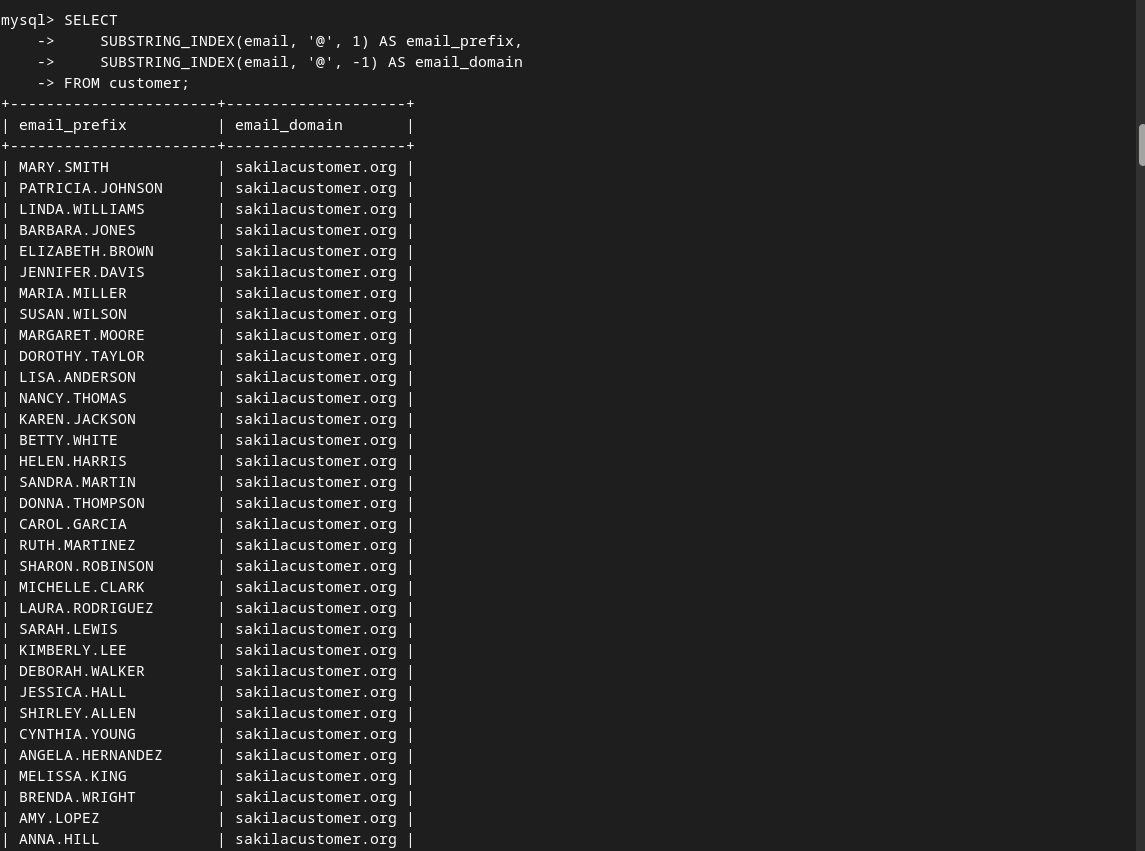 mysql> SELECT
    ->     SUBSTRING_INDEX(email, '@', 1) AS email_prefix,
    ->     SUBSTRING_INDEX(email, '@', -1) AS email_domain
    -> FROM customer;
+-----------------------+--------------------+
| email_prefix          | email_domain       |
+-----------------------+--------------------+
| MARY.SMITH            | sakilacustomer.org |
| PATRICIA.JOHNSON      | sakilacustomer.org |
| LINDA.WILLIAMS        | sakilacustomer.org |
| BARBARA.JONES         | sakilacustomer.org |
| ELIZABETH.BROWN       | sakilacustomer.org |
| JENNIFER.DAVIS        | sakilacustomer.org |
| MARIA.MILLER          | sakilacustomer.org |
| SUSAN.WILSON          | sakilacustomer.org |
| MARGARET.MOORE        | sakilacustomer.org |
| DOROTHY.TAYLOR        | sakilacustomer.org |
| LISA.ANDERSON         | sakilacustomer.org |
| NANCY.THOMAS          | sakilacustomer.org |
| KAREN.JACKSON         | sakilacustomer.org |
| BETTY.WHITE           | sakilacustomer.org |
| HELEN.HARRIS          | sakilacustomer.org |
| SANDRA.MARTIN         | sakilacustomer.org |
| DONNA.THOMPSON        | sakilacustomer.org |
| CAROL.GARCIA          | sakilacustomer.org |
| RUTH.MARTINEZ         | sakilacustomer.org |
| SHARON.ROBINSON       | sakilacustomer.org |
| MICHELLE.CLARK        | sakilacustomer.org |
| LAURA.RODRIGUEZ       | sakilacustomer.org |
| SARAH.LEWIS           | sakilacustomer.org |
| KIMBERLY.LEE          | sakilacustomer.org |
| DEBORAH.WALKER        | sakilacustomer.org |
| JESSICA.HALL          | sakilacustomer.org |
| SHIRLEY.ALLEN         | sakilacustomer.org |
| CYNTHIA.YOUNG         | sakilacustomer.org |
| ANGELA.HERNANDEZ      | sakilacustomer.org |
| MELISSA.KING          | sakilacustomer.org |
| BRENDA.WRIGHT         | sakilacustomer.org |
| AMY.LOPEZ             | sakilacustomer.org |
| ANNA.HILL             | sakilacustomer.org |